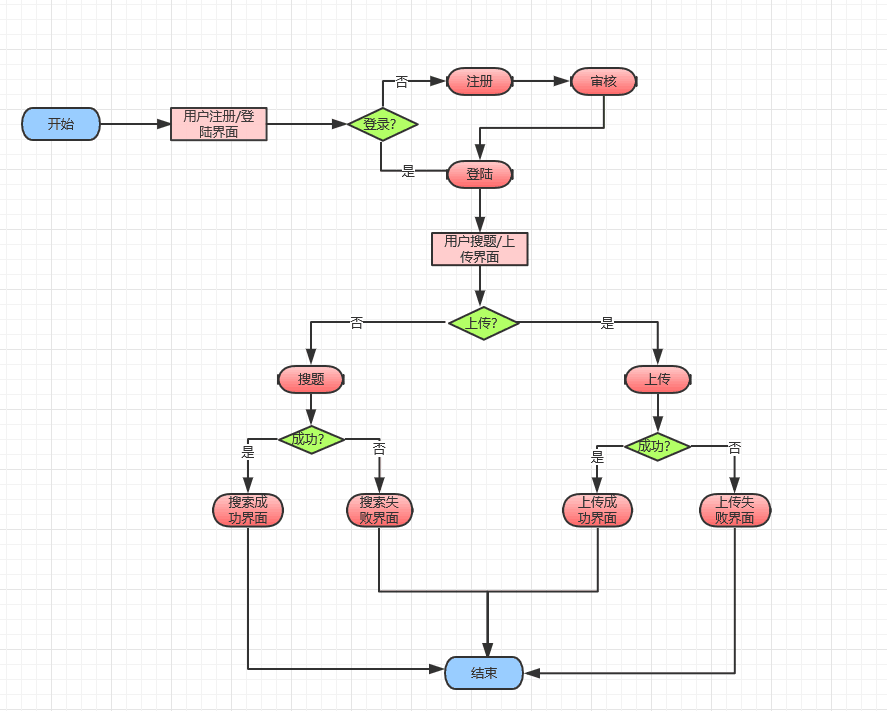 否
注册
审核
开始
用户注册/登
陆界面
登录?
是
登陆
用户搜题/上
传界面
否
上传?
是
搜题
上传
成功?
是
否
成功?
是
否
搜索成
功界面
搜索失
败界面
上传成
功界面
上传失
败界面
结束